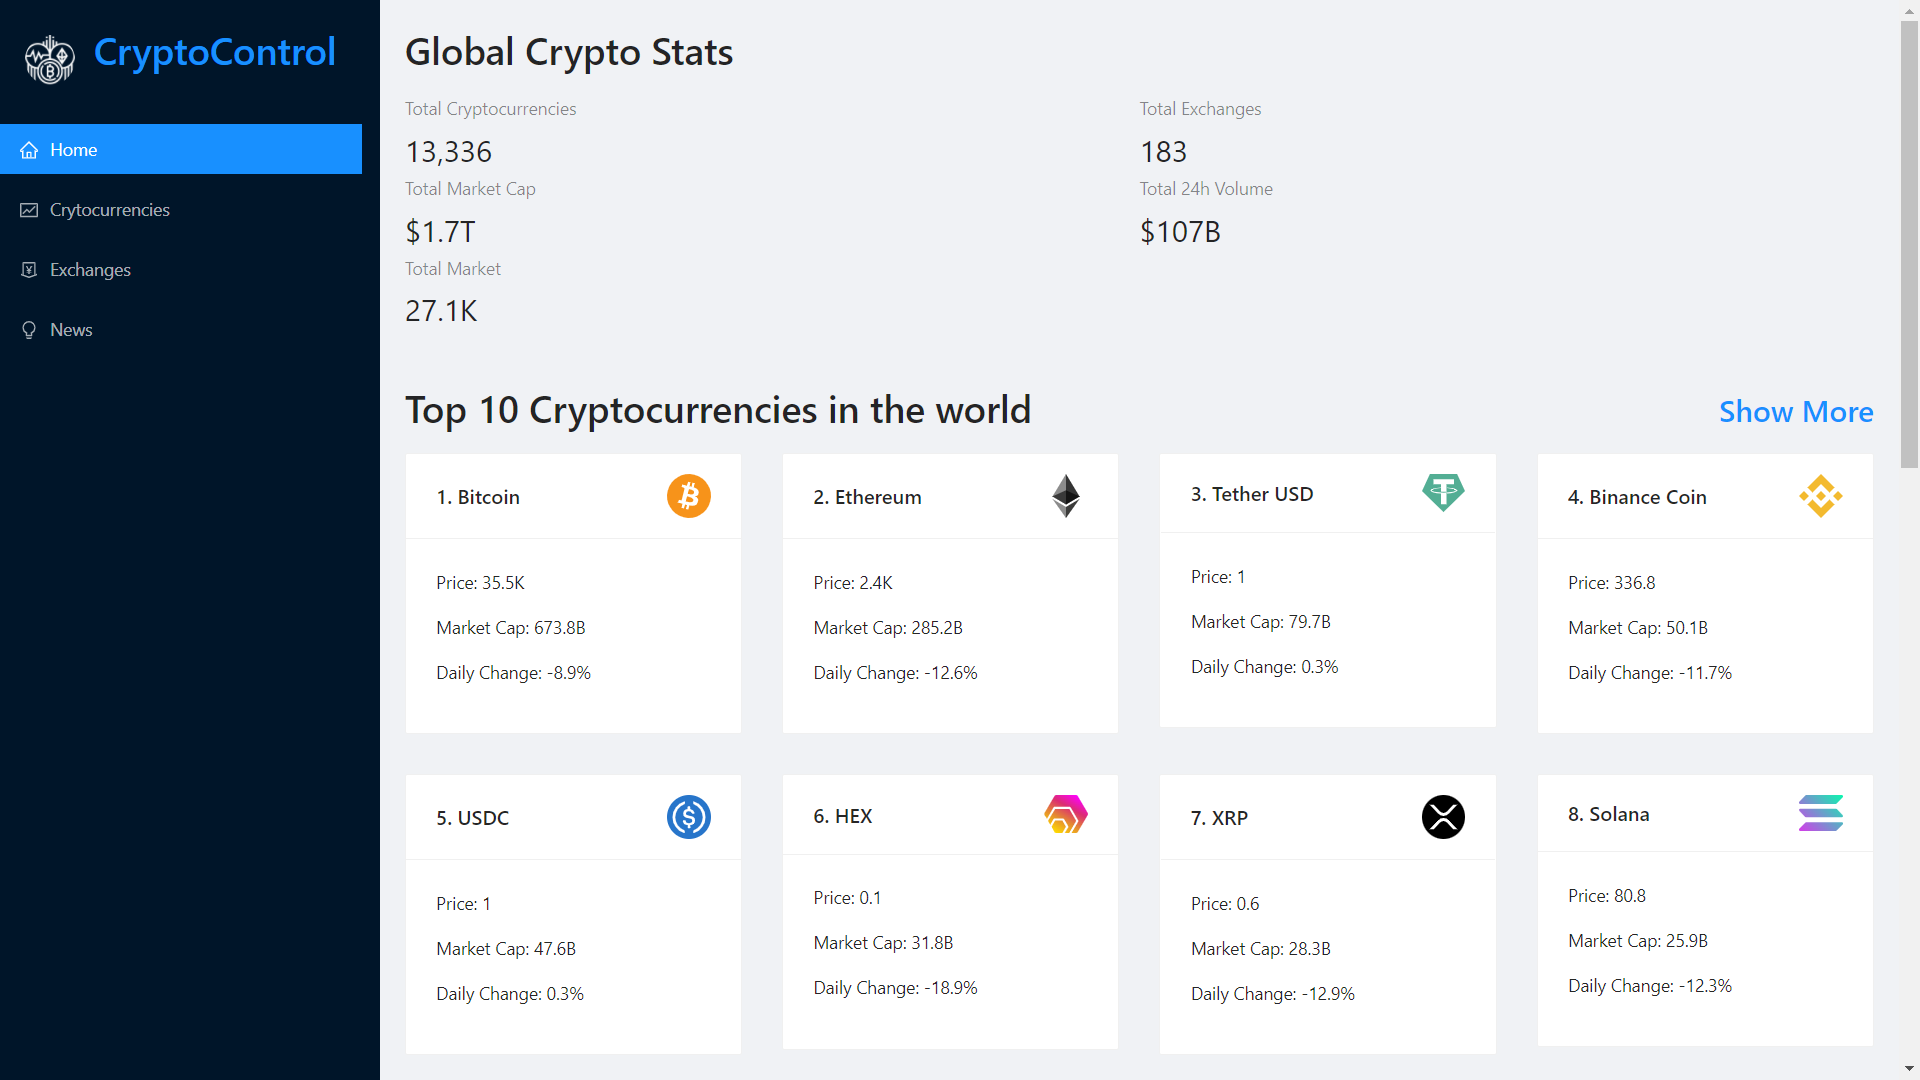 CryptoControl
Home
Crytocurrencies
Exchanges
News
Global Crypto Stats
Total Cryptocurrencies
13,336
Total Exchanges
183
Total Market Cap
$1.7T
Total 24h Volume
$107B
Total Market
27.1K
Top 10 Cryptocurrencies in the world
Show More
1. Bitcoin
Price: 35.5K
Market Cap: 673.8B
Daily Change: -8.9%
2. Ethereum
Price: 2.4K
Market Cap: 285.2B
Daily Change: -12.6%
3. Tether USD
Price: 1
Market Cap: 79.7B
Daily Change: 0.3%
4. Binance Coin
Price: 336.8
Market Cap: 50.1B
Daily Change: -11.7%
5. USDC
Price: 1
Market Cap: 47.6B
Daily Change: 0.3%
6. HEX
Price: 0.1
Market Cap: 31.8B
Daily Change: -18.9%
7. XRP
Price: 0.6
Market Cap: 28.3B
Daily Change: -12.9%
8. Solana
Price: 80.8
Market Cap: 25.9B
Daily Change: -12.3%